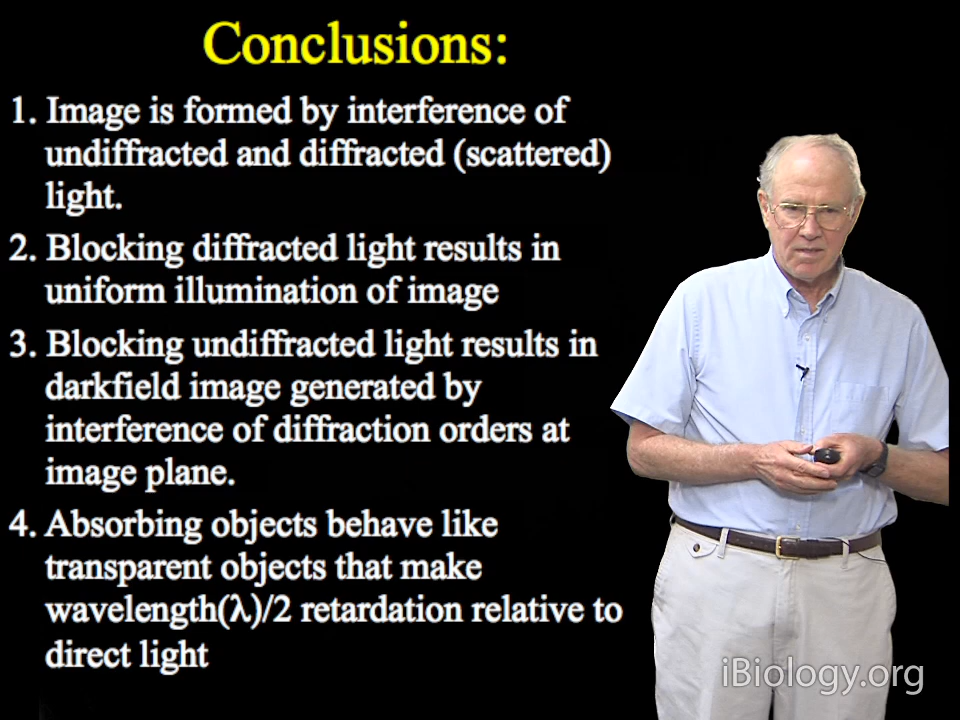 Conclusions:
1. Image is formed by interference of
undiffracted and diffracted (scattered)
light.
2. Blocking diffracted light results in
uniform illumination of image
3. Blocking undiffracted light results in
darkfield image generated by
interference of diffraction orders at
image plane.
4. Absorbing objects behave like
transparent objects that make
wavelength(λ)/2 retardation relative to
direct light
iBiology.org